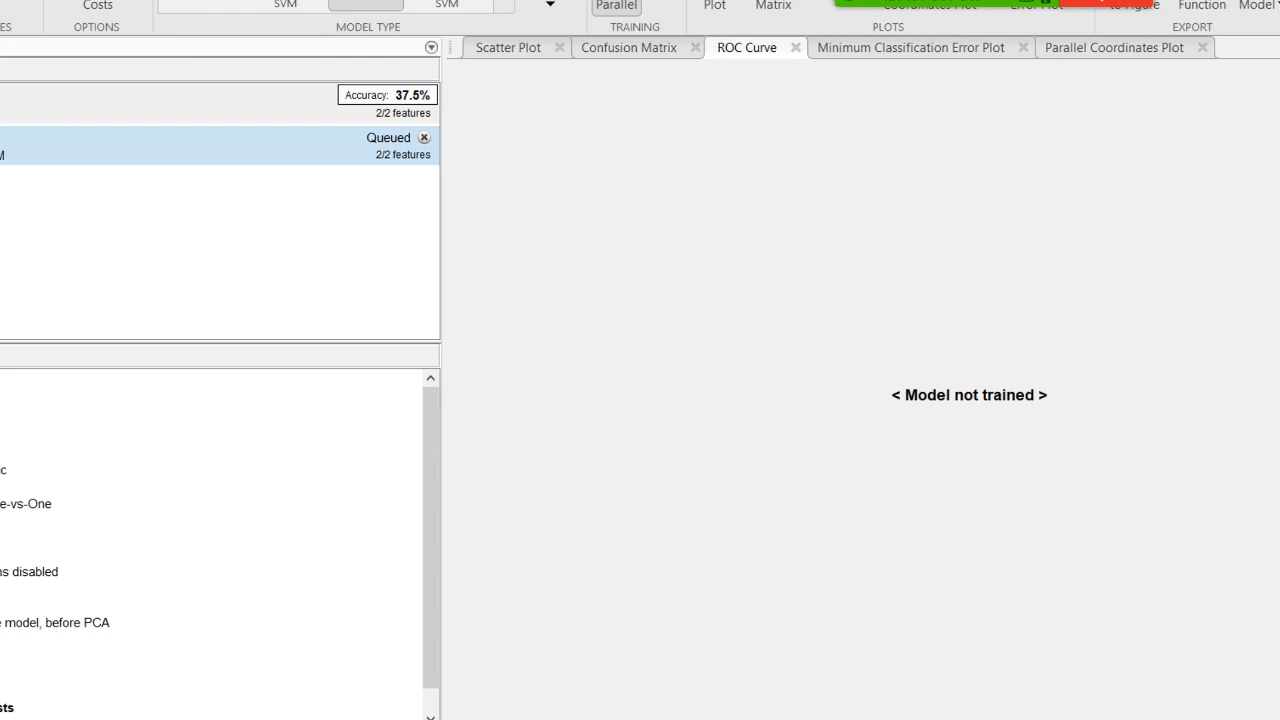 Costs
SVM
SVM
Parallel
Plot
Matrix
Function
Model
OPTIONS
MODEL TYPE
TRAINING
PLOTS
EXPORT
Scatter Plot
Confusion Matrix
ROC Curve
Minimum Classification Error Plot
Parallel Coordinates Plot
Accuracy: 37.5%
2/2 features
Queued
2/2 features
< Model not trained >
c
e-vs-One
ns disabled
e model, before PCA
sts